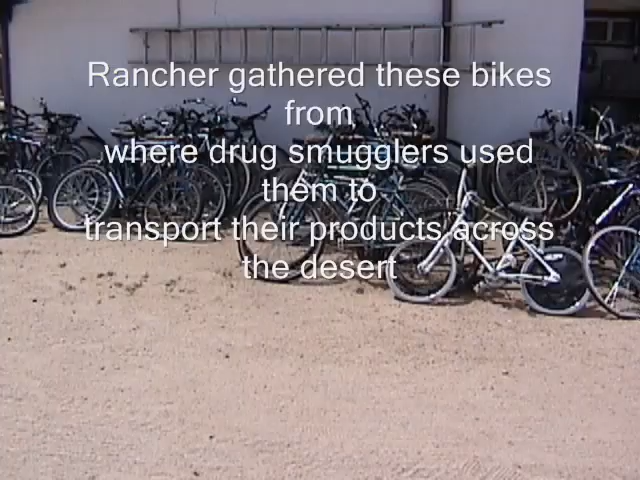 Rancher gathered these bikes
from
where drug smugglers used
them to
transport their products across
the desert